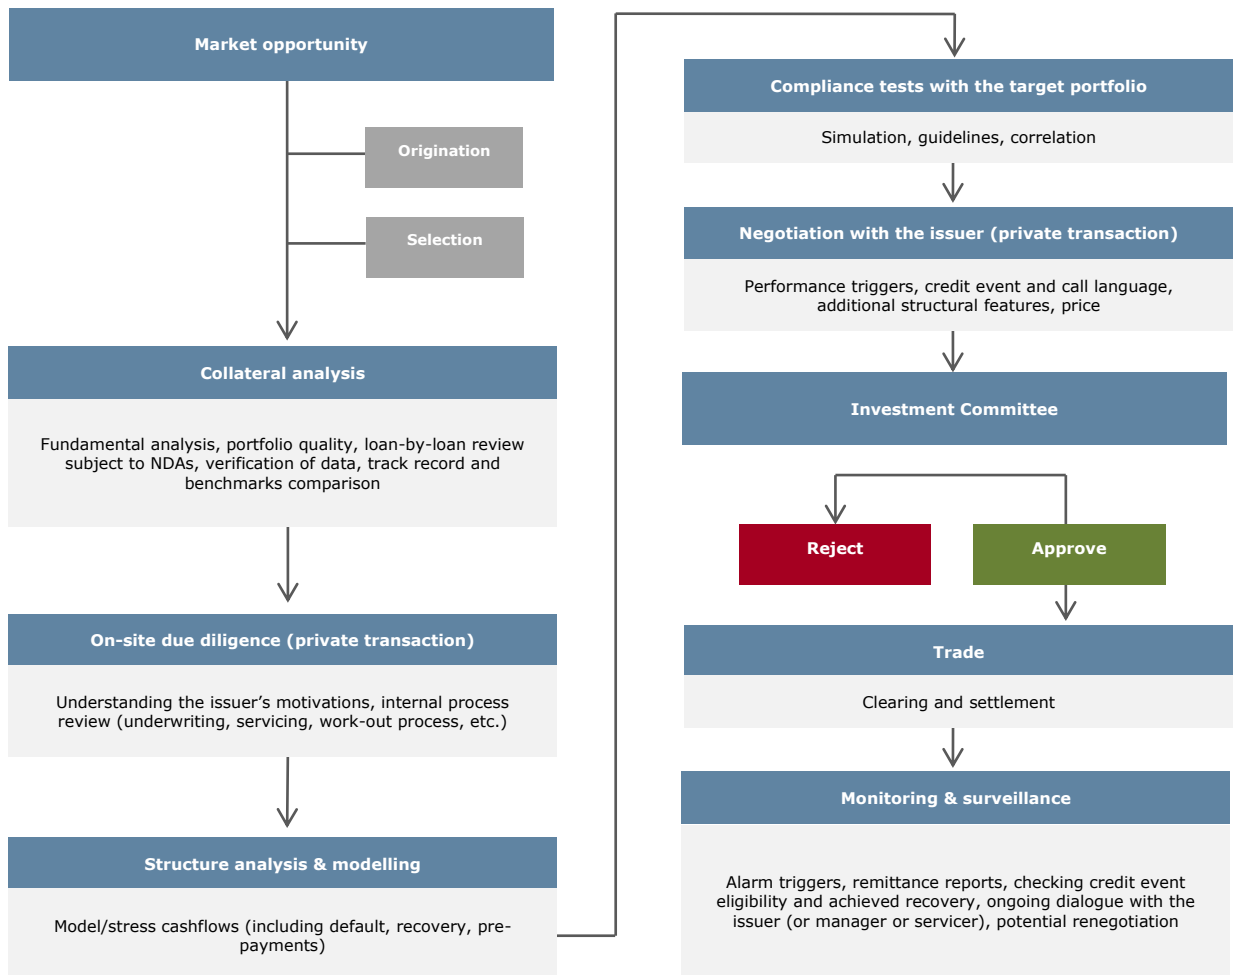 Market opportunity
Origination
Selection
Collateral analysis
Fundamental analysis, portfolio quality, loan-by-loan review
subject to NDAs, verification of data, track record and
benchmarks comparison
On-site due diligence (private transaction)
Understanding the issuer’s motivations, internal process
review (underwriting, servicing, work-out process, etc.)
Structure analysis & modelling
Model/stress cashflows (including default, recovery, pre-
payments)
Compliance tests with the target portfolio
Simulation, guidelines, correlation
Negotiation with the issuer (private transaction)
Performance triggers, credit event and call language,
additional structural features, price
Investment Committee
Reject
Approve
Trade
Clearing and settlement
Monitoring & surveillance
Alarm triggers, remittance reports, checking credit event
eligibility and achieved recovery, ongoing dialogue with the
issuer (or manager or servicer), potential renegotiation